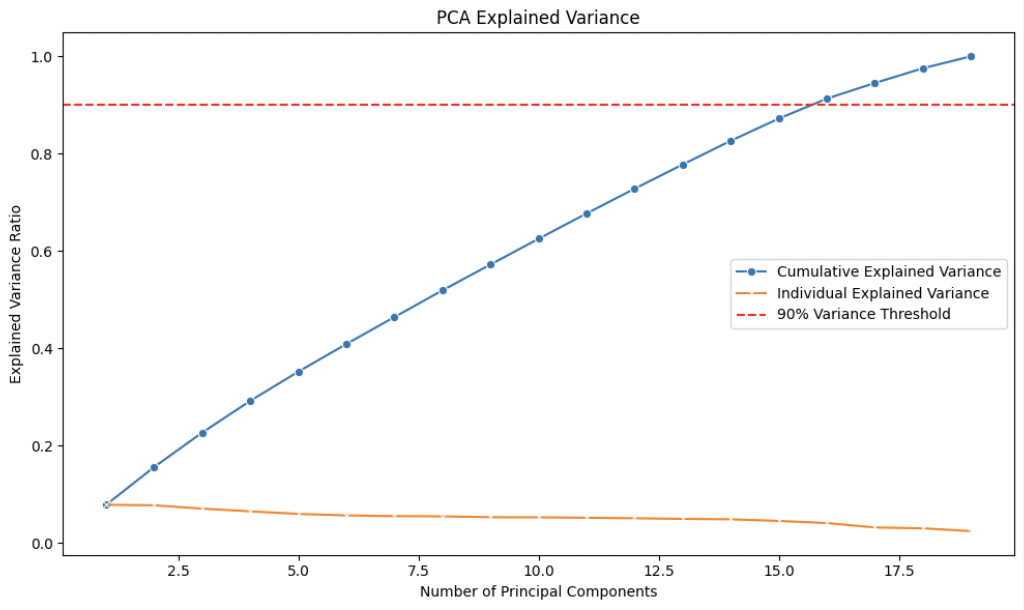 PCA Explained Variance
Explained Variance Ratio
1.0
0.8
0.6
0.4
0.2
0.0
Cumulative Explained Variance
Individual Explained Variance
90% Variance Threshold
2.5 5.0 7.5 10.0 12.5 15.0 17.5
Number of Principal Components